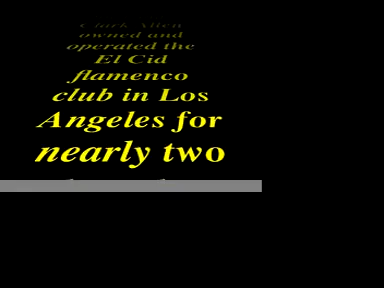 Clark Allen
owned and
operated the
El Cid
flamenco
club in Los
Angeles for
nearly two